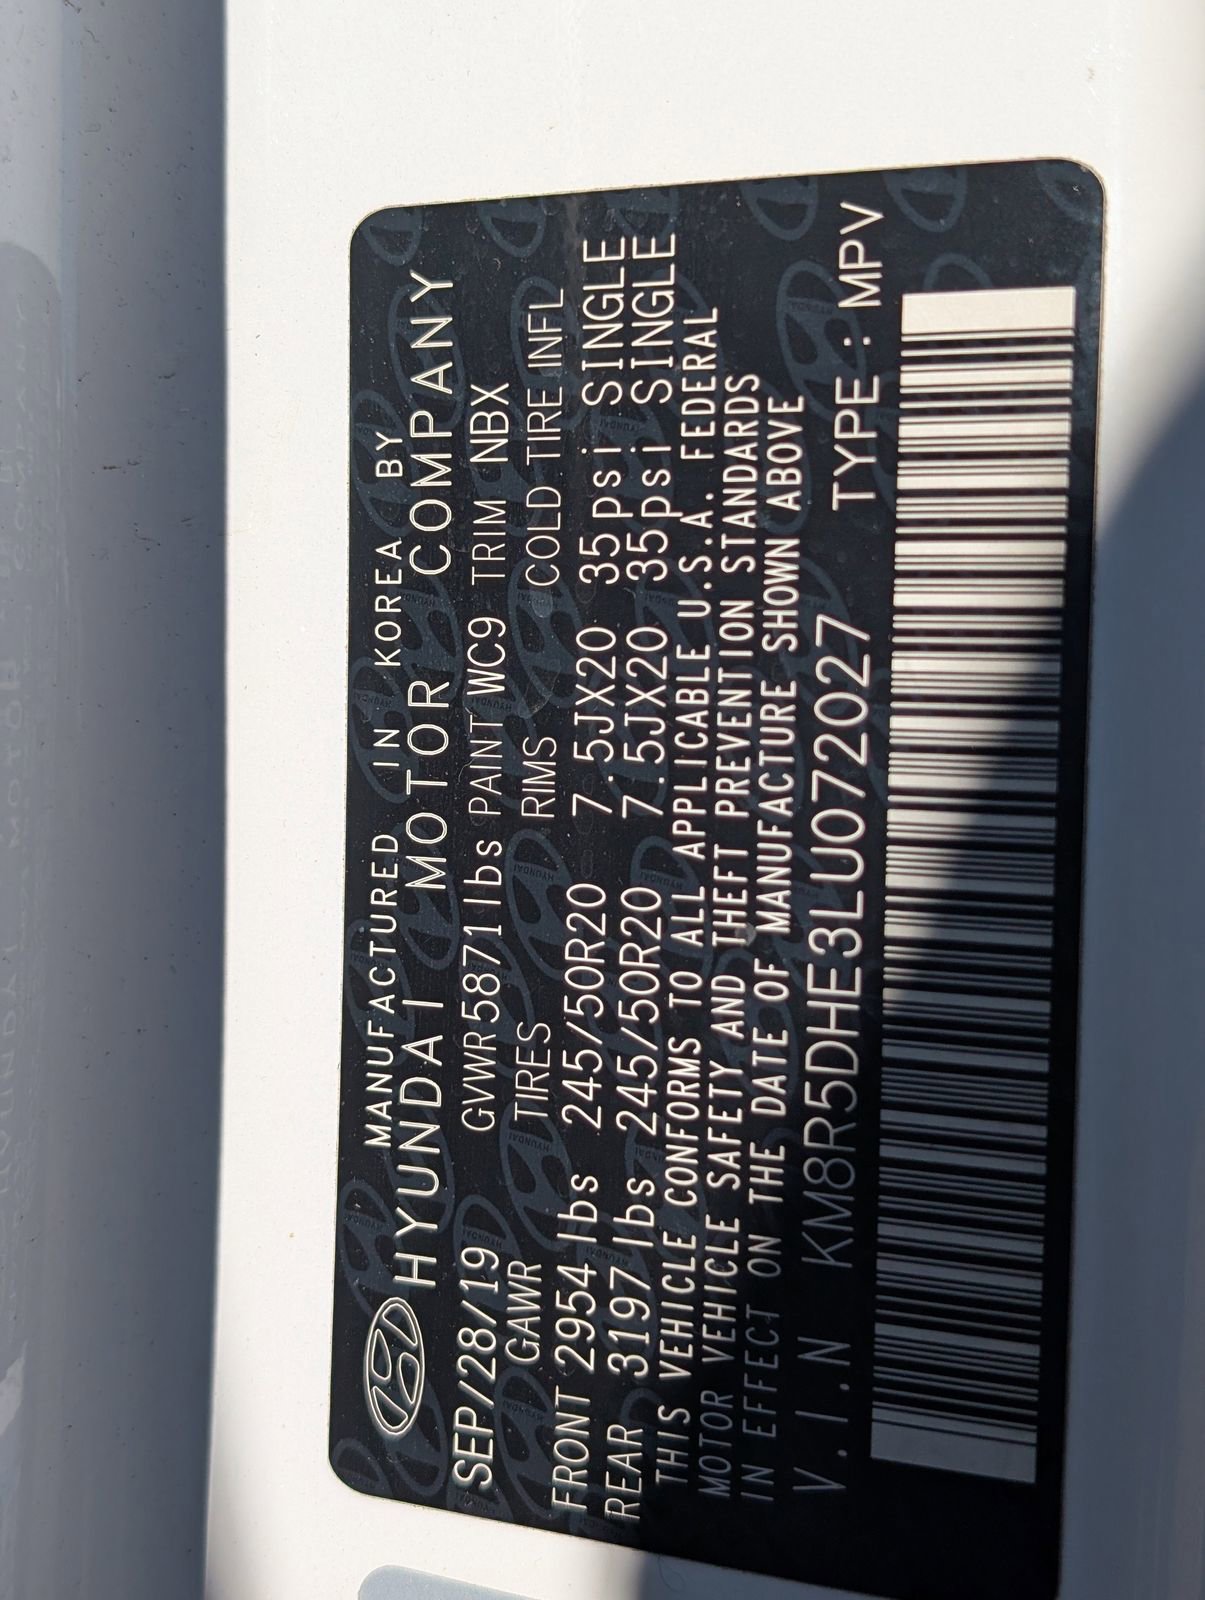 MANUFACTURED IN KOREA BY
HYUNDAI MOTOR COMPANY
SEP/28/19 GVWR 5871 lbs PAINT WC9 TRIM NBX
GAWR TIRES RIMS COLD TIRE INFL
FRONT 2954 lbs 245/50R20 7.5JX20 35psi SINGLE
REAR 3197 lbs 245/50R20 7.5JX20 35psi SINGLE
THIS VEHICLE CONFORMS TO ALL APPLICABLE U.S.A. FEDERAL
MOTOR VEHICLE SAFETY AND THEFT PREVENTION STANDARDS
IN EFFECT ON THE DATE OF MANUFACTURE SHOWN ABOVE
V.I.N KM8R5DHE3LU072027 TYPE : MPV